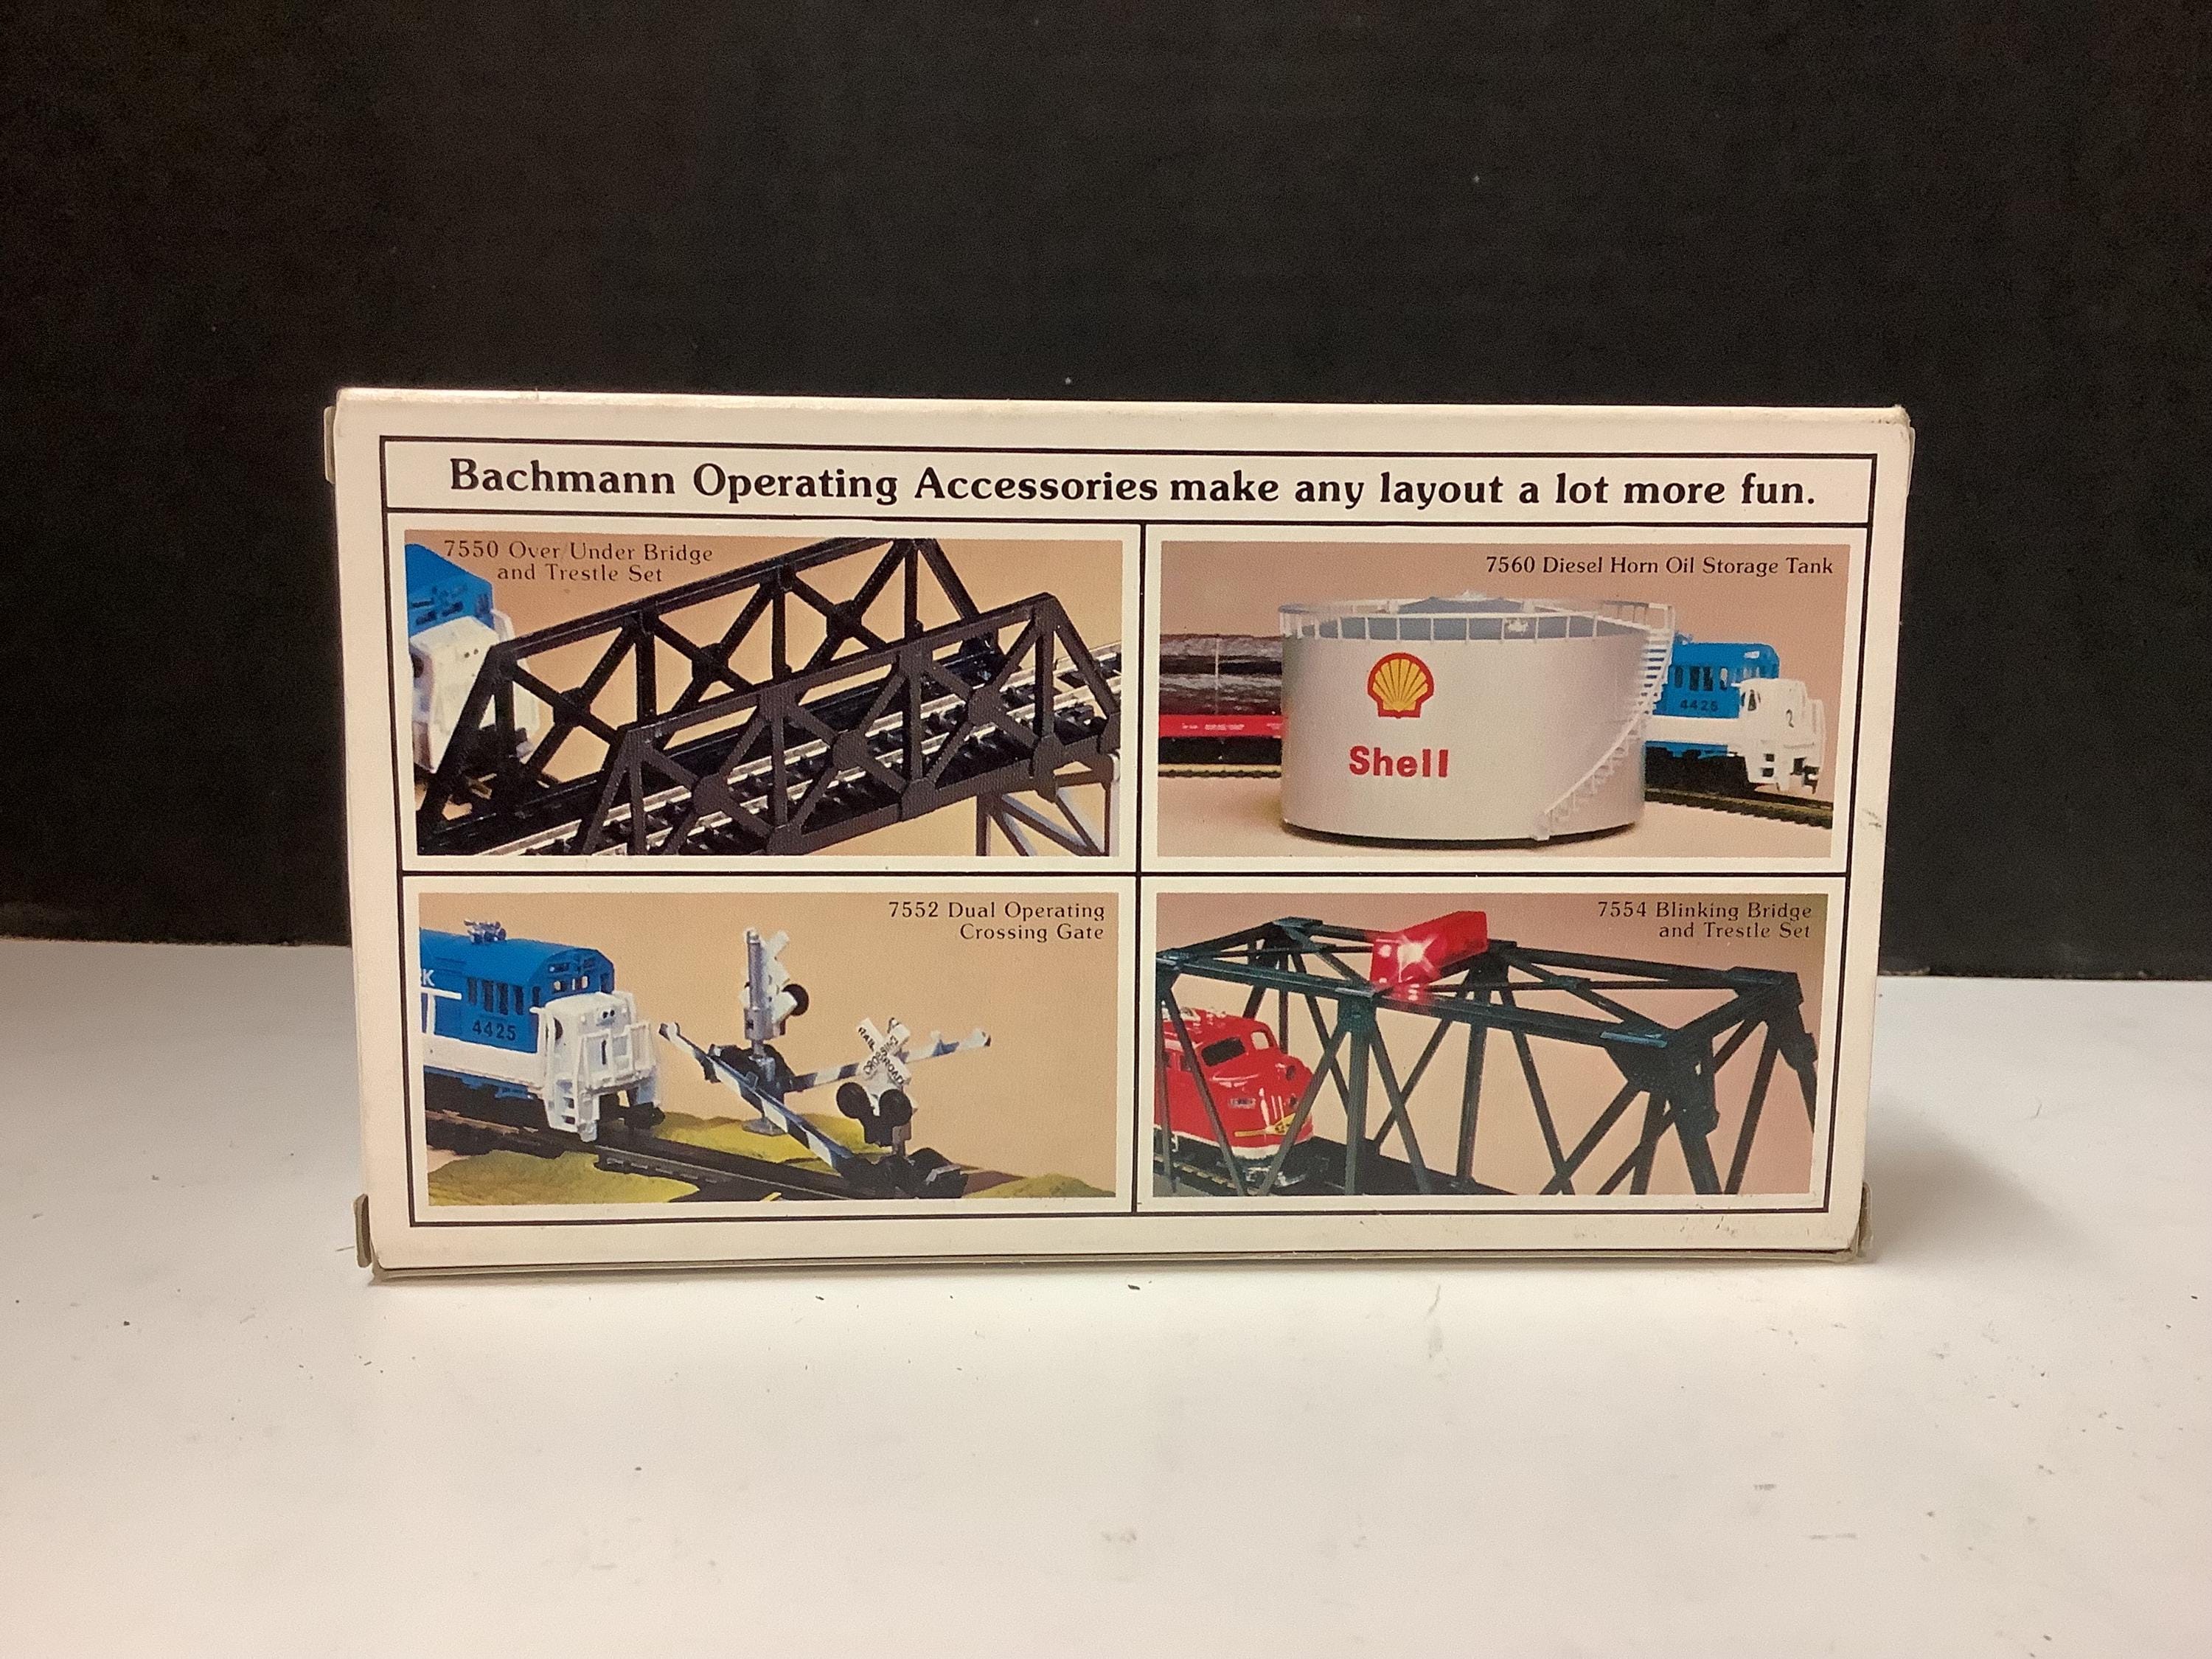 Bachmann Operating Accessories make any layout a lot more fun.
7550 Over/Under Bridge
and Trestle Set
7560 Diesel Horn Oil Storage Tank
Shell
4425
7552 Dual Operating
Crossing Gate
4425
RAILROAD
7554 Blinking Bridge
and Trestle Set